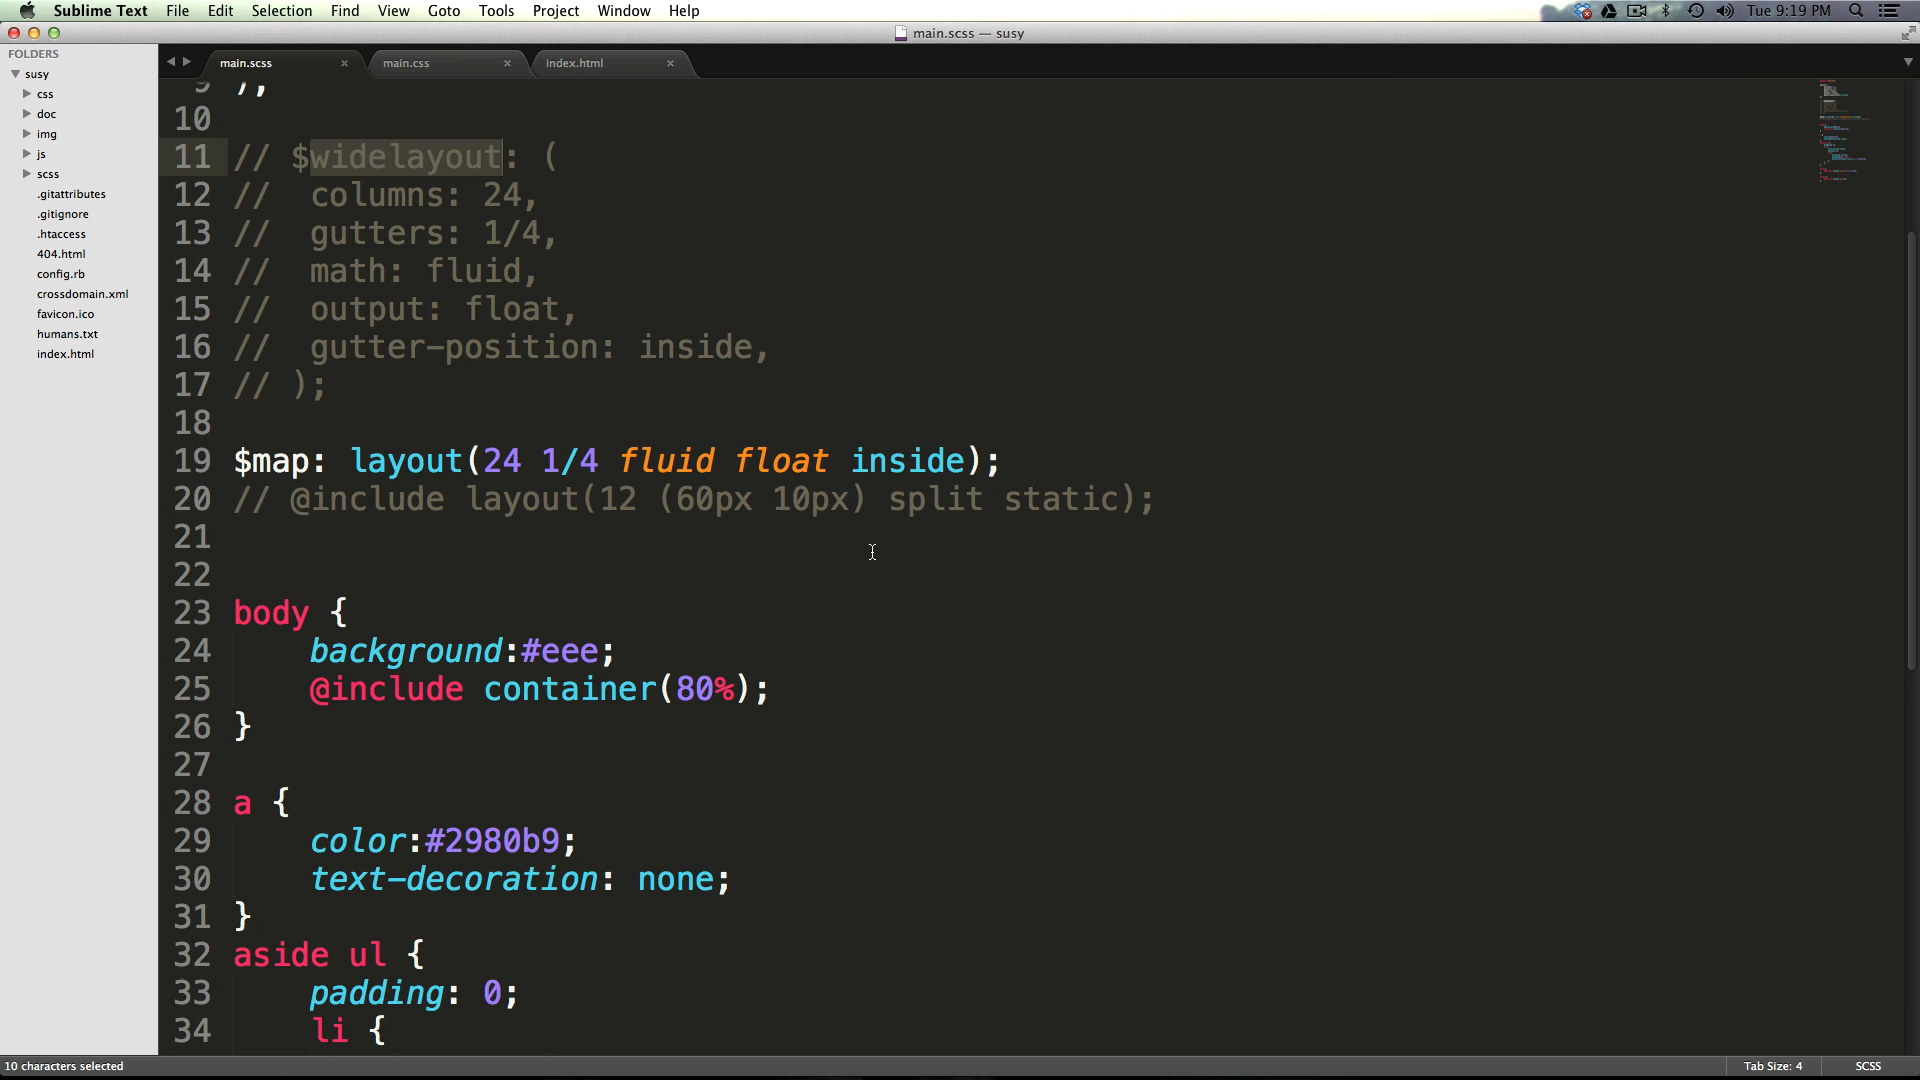 Sublime Text File Edit Selection Find View Goto Tools Project Window Help Tue 9:19 PM
main.scss — susy
FOLDERS
susy
css
doc
img
js
scss
.gitattributes
.gitignore
.htaccess
404.html
config.rb
crossdomain.xml
favicon.ico
humans.txt
index.html
main.scss × main.css × index.html ×
9 );
10
11 // $widelayout: (
12 //  columns: 24,
13 //  gutters: 1/4,
14 //  math: fluid,
15 //  output: float,
16 //  gutter-position: inside,
17 // );
18
19 $map: layout(24 1/4 fluid float inside);
20 // @include layout(12 (60px 10px) split static);
21
22
23 body {
24     background:#eee;
25     @include container(80%);
26 }
27
28 a {
29     color:#2980b9;
30     text-decoration: none;
31 }
32 aside ul {
33     padding: 0;
34     li {
10 characters selected Tab Size: 4 SCSS